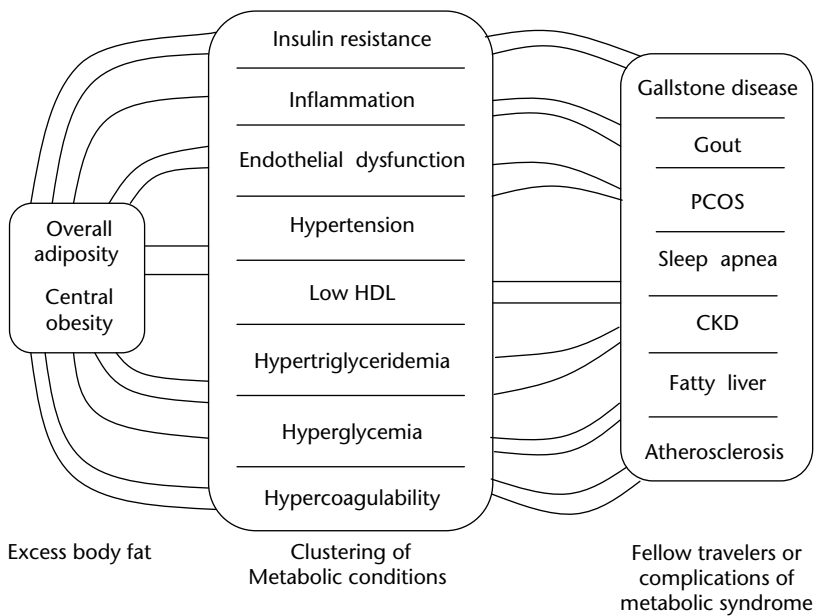 Overall
adiposity
Central
obesity
Excess body fat
Insulin resistance
Inflammation
Endothelial dysfunction
Hypertension
Low HDL
Hypertriglyceridemia
Hyperglycemia
Hypercoagulability
Clustering of
Metabolic conditions
Gallstone disease
Gout
PCOS
Sleep apnea
CKD
Fatty liver
Atherosclerosis
Fellow travelers or
complications of
metabolic syndrome